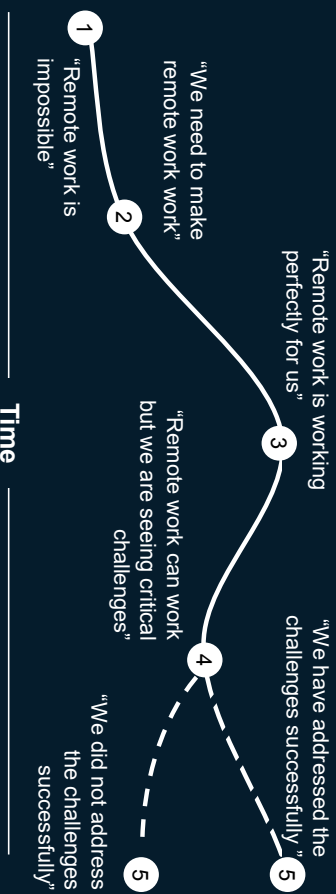 1
“Remote work is
impossible”
2
“We need to make
remote work work”
3
“Remote work is working
perfectly for us”
4
“Remote work can work
but we are seeing critical
challenges”
5
“We have addressed the
challenges successfully ”
5
“We did not address
the challenges
successfully”
Time